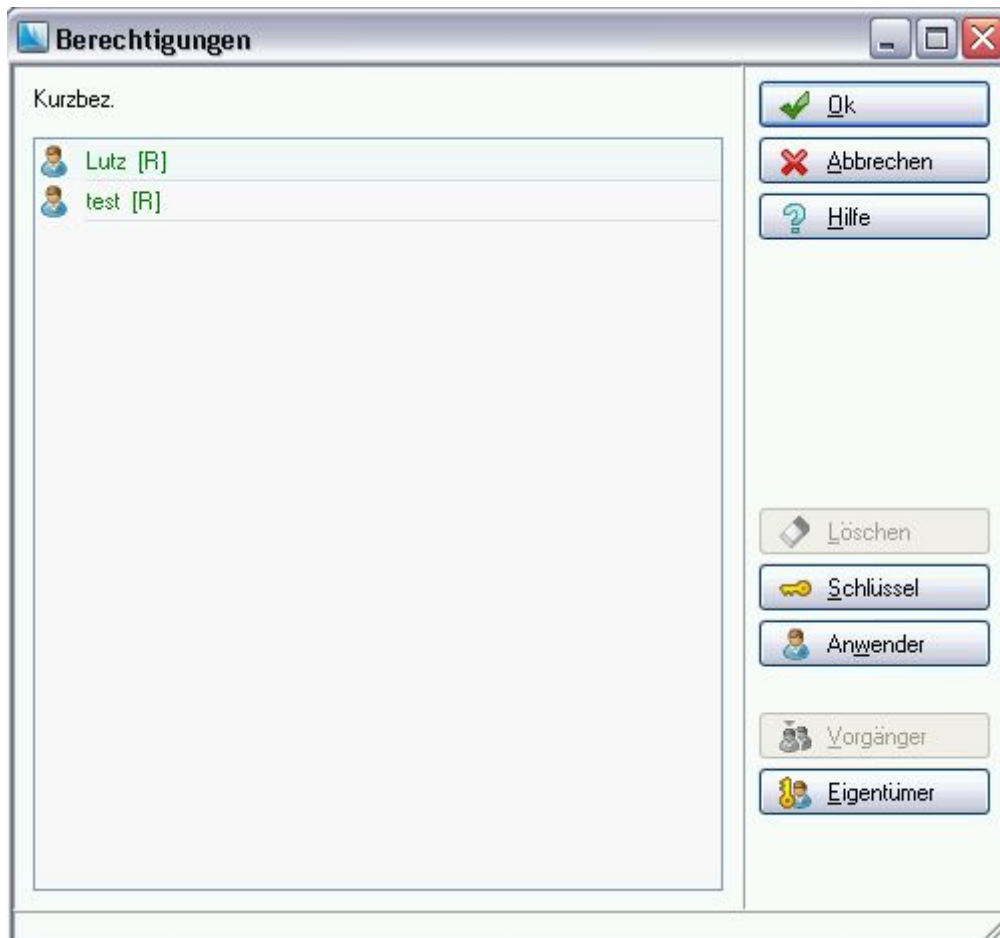 Berechtigungen
Kurzbez.
Lutz [R]
test [R]
Ok
Abbrechen
Hilfe
Löschen
Schlüssel
Anwender
Vorgänger
Eigentümer